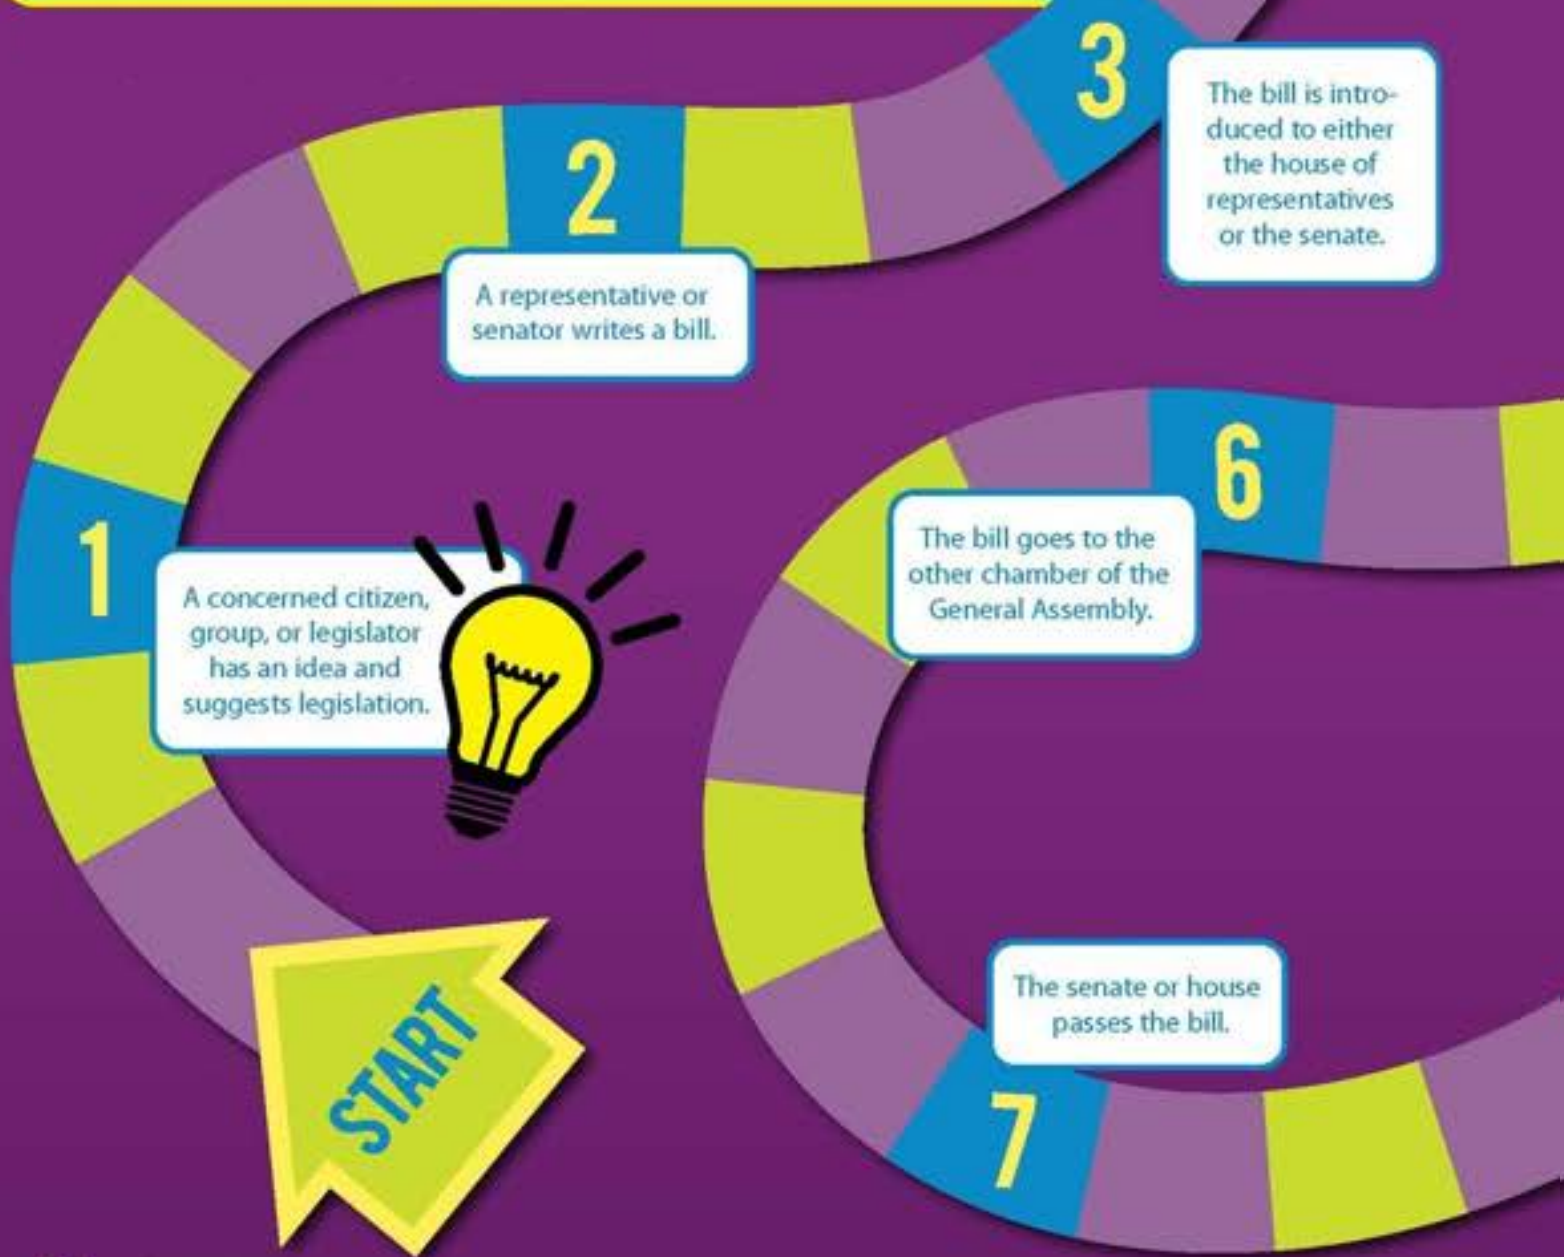 START
1
A concerned citizen,
group, or legislator
has an idea and
suggests legislation.
2
A representative or
senator writes a bill.
3
The bill is intro-
duced to either
the house of
representatives
or the senate.
6
The bill goes to the
other chamber of the
General Assembly.
7
The senate or house
passes the bill.